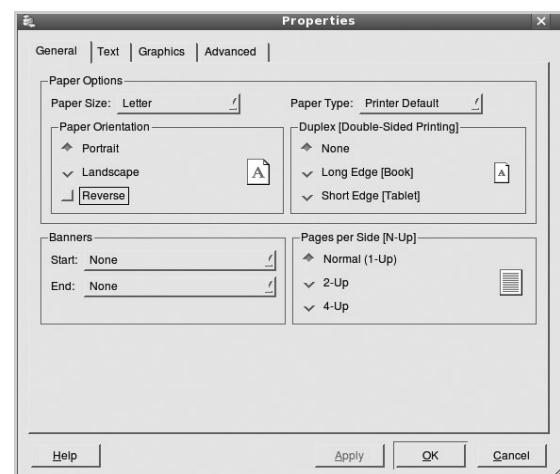 Properties
General Text Graphics Advanced
Paper Options
Paper Size: Letter Paper Type: Printer Default
Paper Orientation Duplex [Double-Sided Printing]
Portrait None
Landscape A Long Edge [Book] A
Reverse Short Edge [Tablet]
Banners Pages per Side [N-Up]
Start: None Normal (1-Up)
End: None 2-Up
4-Up
Help Apply OK Cancel